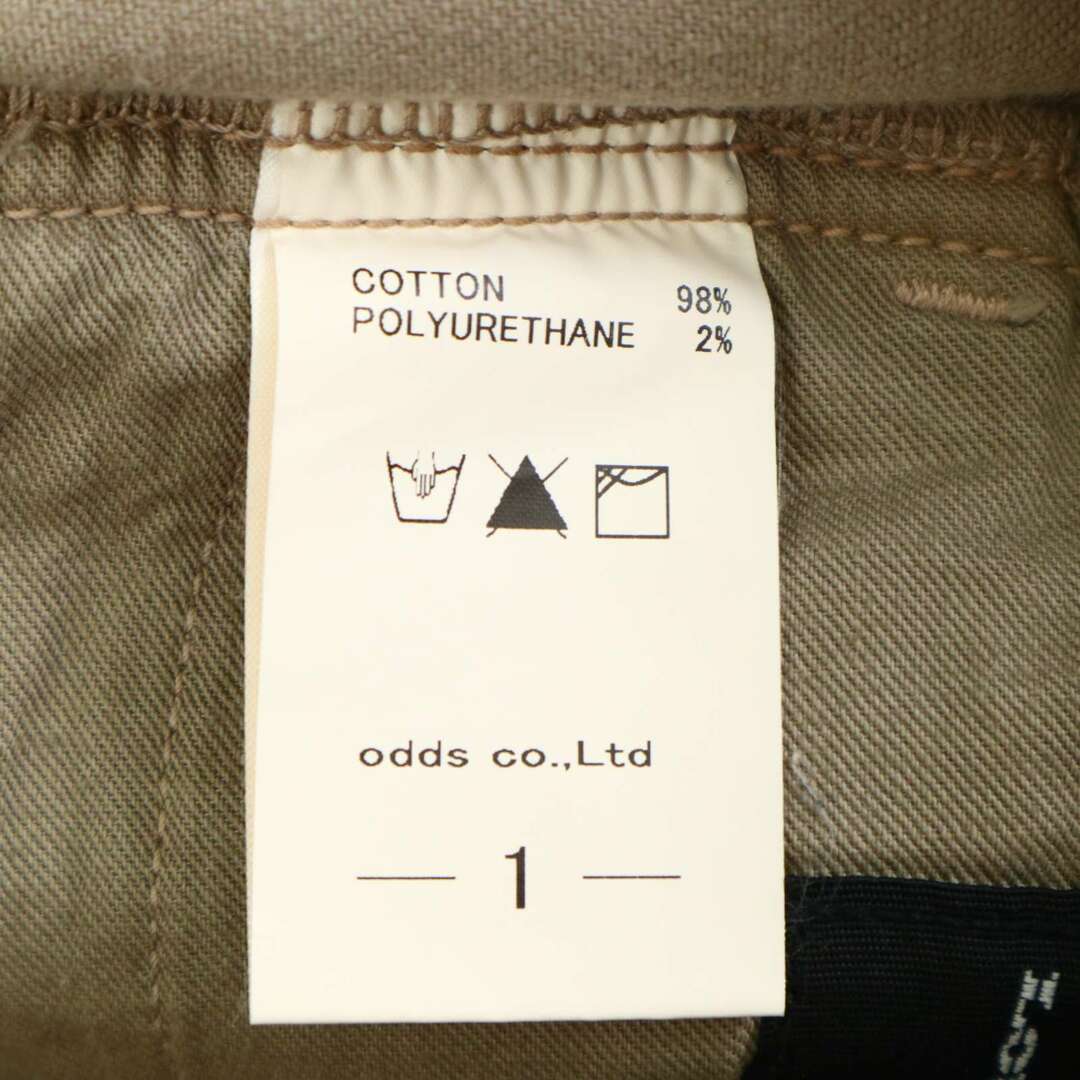 COTTON 98%
POLYURETHANE 2%
odds co.,Ltd
1